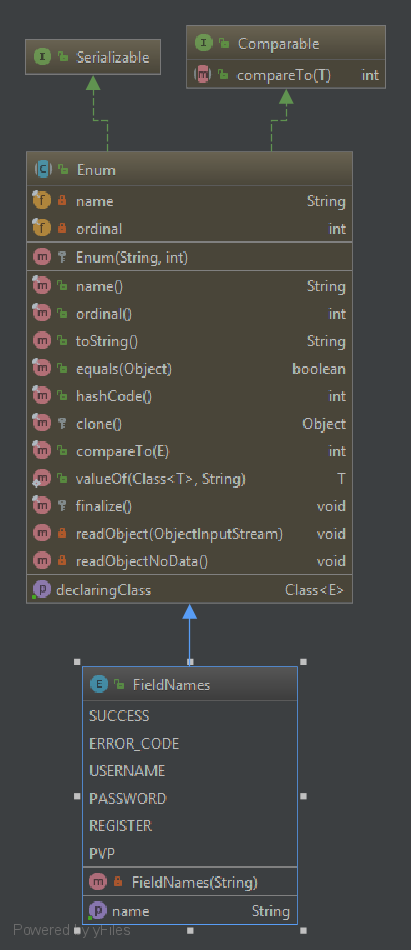 Serializable
Comparable
compareTo(T) int
Enum
name String
ordinal int
Enum(String, int)
name() String
ordinal() int
toString() String
equals(Object) boolean
hashCode() int
clone() Object
compareTo(E) int
valueOf(Class<T>, String) T
finalize() void
readObject(ObjectInputStream) void
readObjectNoData() void
declaringClass Class<E>
FieldNames
SUCCESS
ERROR_CODE
USERNAME
PASSWORD
REGISTER
PVP
FieldNames(String)
name String
Powered by yFiles